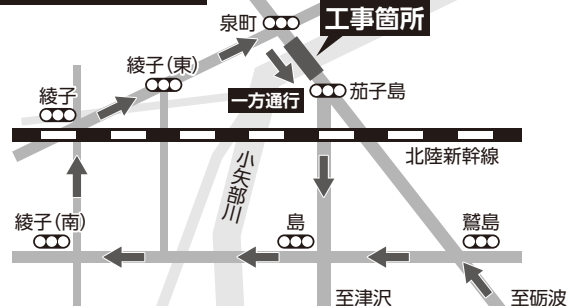 泉町
工事箇所
綾子(東)
綾子
一方通行
茄子島
北陸新幹線
小矢部川
綾子(南)
島
鷲島
至津沢
至砺波